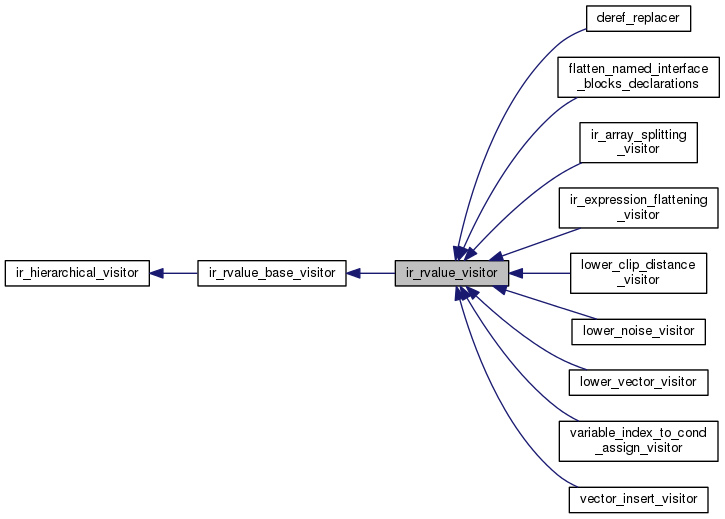 deref_replacer
flatten_named_interface
_blocks_declarations
ir_array_splitting
_visitor
ir_expression_flattening
_visitor
ir_hierarchical_visitor
ir_rvalue_base_visitor
ir_rvalue_visitor
lower_clip_distance
_visitor
lower_noise_visitor
lower_vector_visitor
variable_index_to_cond
_assign_visitor
vector_insert_visitor